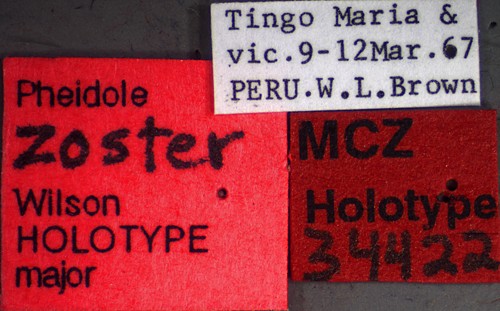 Tingo Maria &
vic.9-12Mar.67
PERU.W.L.Brown
Pheidole
zoster
Wilson
HOLOTYPE
major
MCZ
Holotype
34422